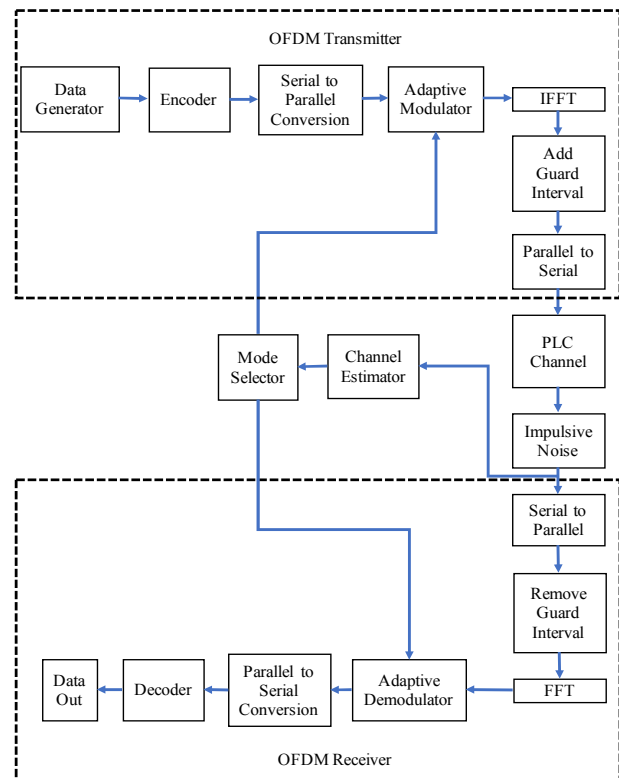 OFDM Transmitter
Data
Generator
Encoder
Serial to
Parallel
Conversion
Adaptive
Modulator
IFFT
Add
Guard
Interval
Parallel to
Serial
PLC
Channel
Mode
Selector
Channel
Estimator
Impulsive
Noise
Serial to
Parallel
Remove
Guard
Interval
FFT
Adaptive
Demodulator
Parallel to
Serial
Conversion
Decoder
Data
Out
OFDM Receiver